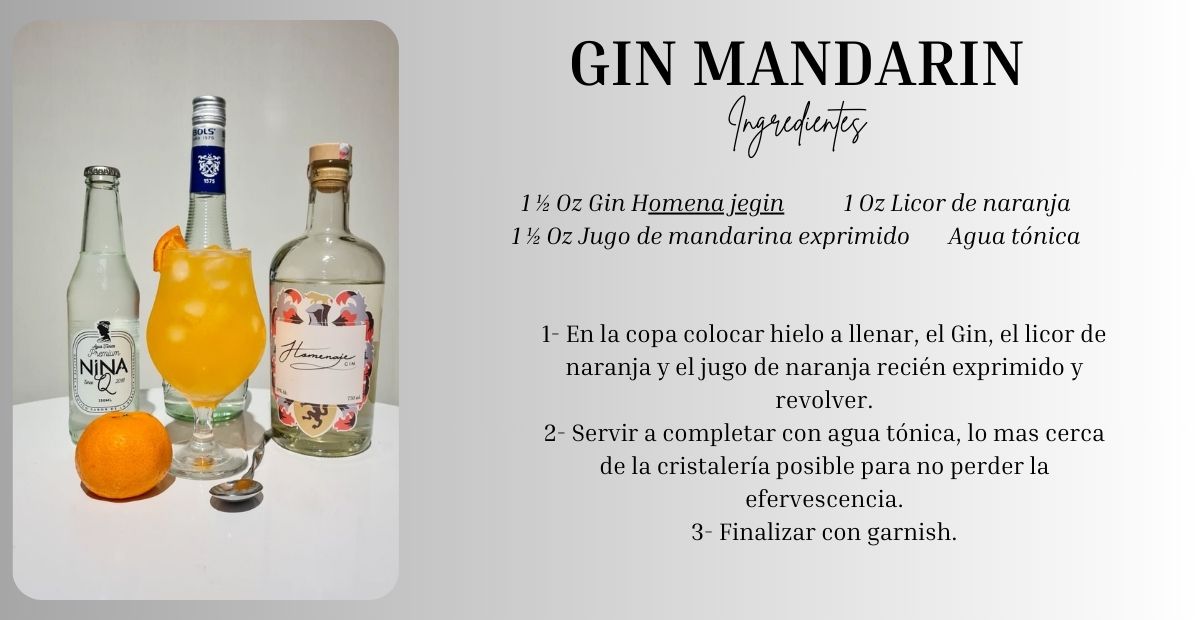 GIN MANDARIN
Ingredientes
1 ½ Oz Gin Homena jegin 1 Oz Licor de naranja
1 ½ Oz Jugo de mandarina exprimido Agua tónica
1- En la copa colocar hielo a llenar, el Gin, el licor de
naranja y el jugo de naranja recién exprimido y
revolver.
2- Servir a completar con agua tónica, lo mas cerca
de la cristalería posible para no perder la
efervescencia.
3- Finalizar con garnish.
BOLS
1575
Agua Tónica
Premium
NiNA
Q
Homenaje
GIN
750 ml